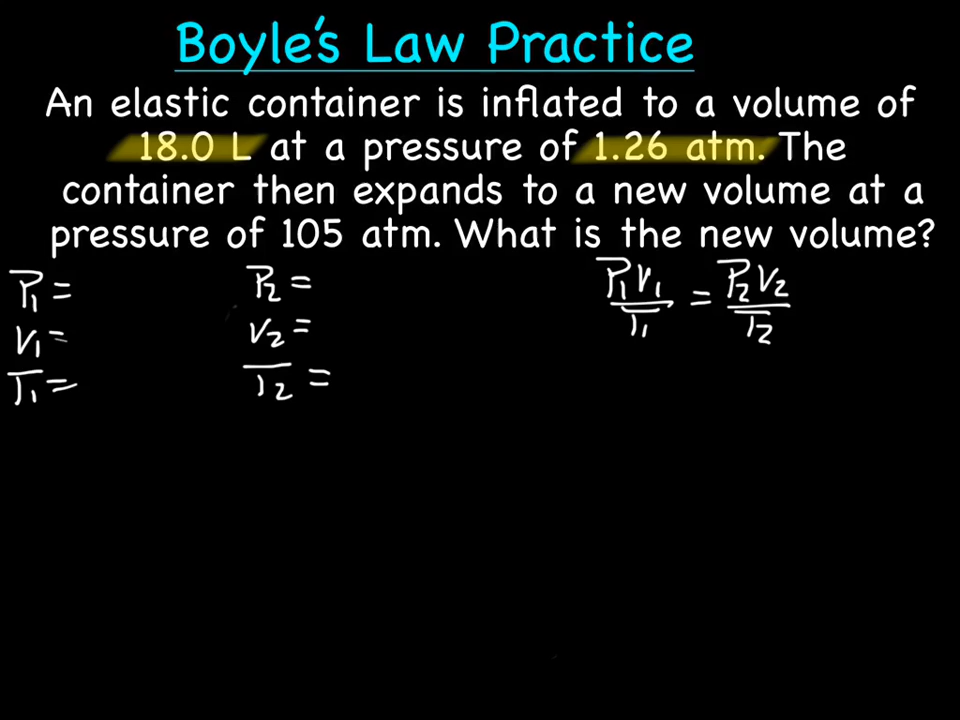 Boyle's Law Practice
An elastic container is inflated to a volume of
18.0 L at a pressure of 1.26 atm. The
container then expands to a new volume at a
pressure of 105 atm. What is the new volume?
P₁ = P₂ = P₁V₁/T₁ = P₂V₂/T₂
V₁ = V₂ =
T₁ = T₂ =